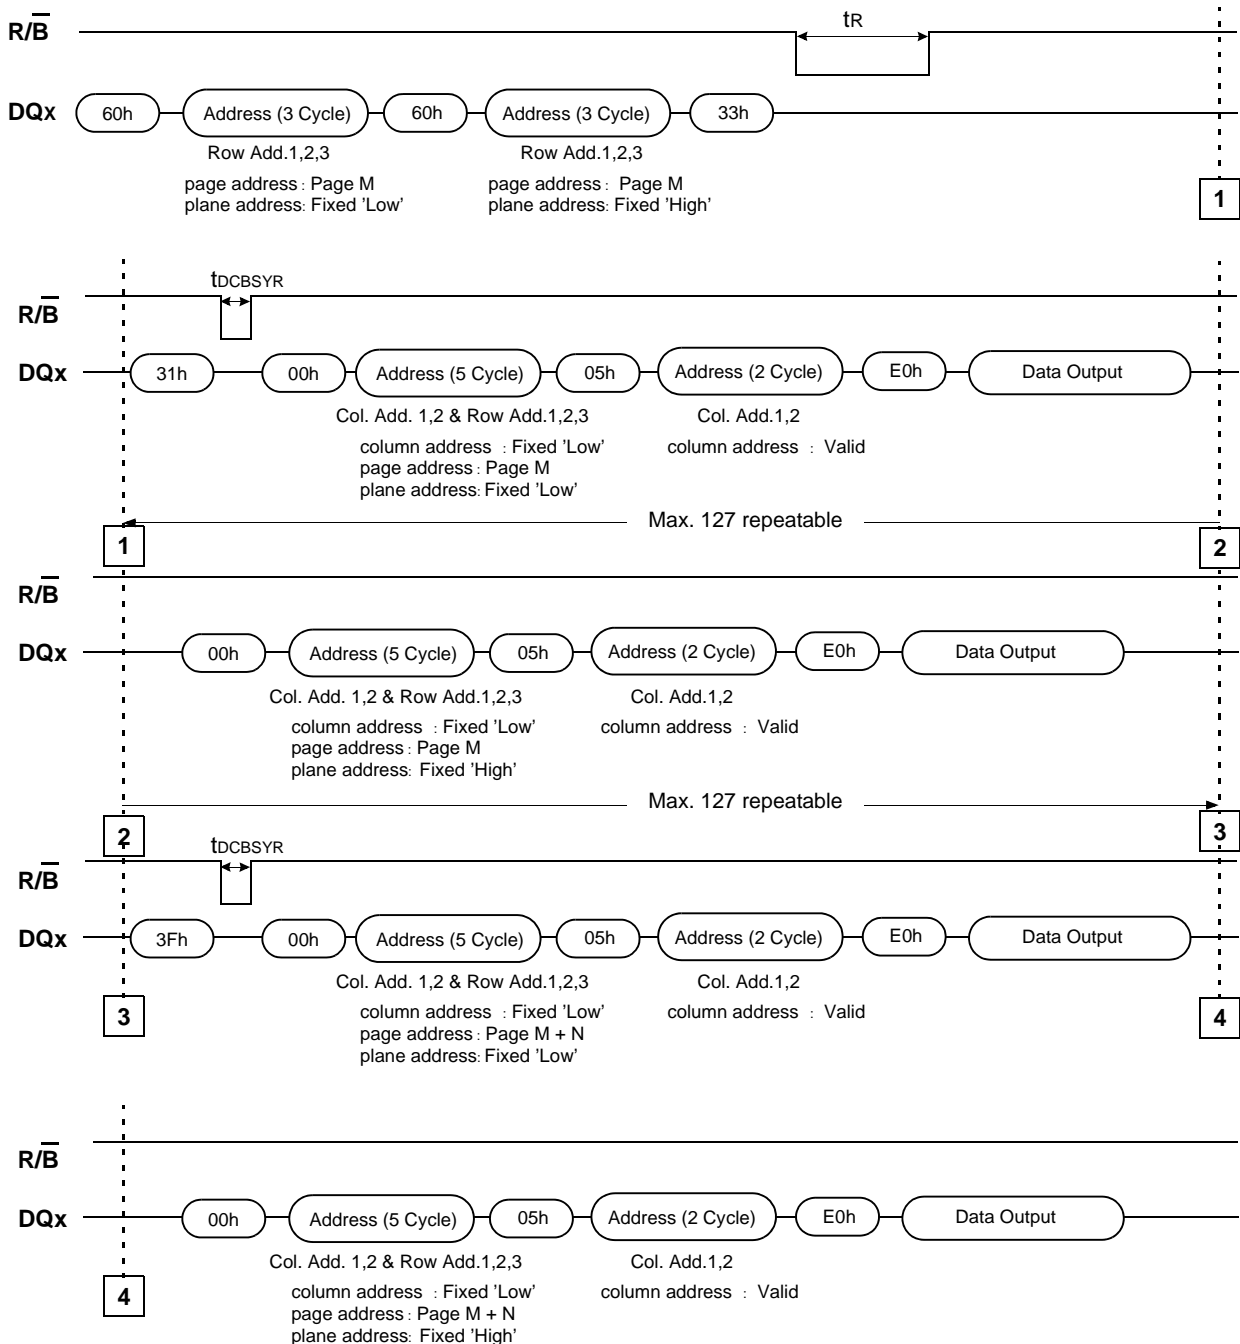 R/B tR
DQx 60h Address (3 Cycle) 60h Address (3 Cycle) 33h
Row Add.1,2,3 Row Add.1,2,3
page address : Page M page address : Page M
plane address: Fixed 'Low' plane address: Fixed 'High'
1
tDCBSYR
R/B
DQx 31h 00h Address (5 Cycle) 05h Address (2 Cycle) E0h Data Output
Col. Add. 1,2 & Row Add.1,2,3 Col. Add.1,2
column address : Fixed 'Low' column address : Valid
page address : Page M
plane address: Fixed 'Low'
Max. 127 repeatable
1 2
R/B
DQx 00h Address (5 Cycle) 05h Address (2 Cycle) E0h Data Output
Col. Add. 1,2 & Row Add.1,2,3 Col. Add.1,2
column address : Fixed 'Low' column address : Valid
page address : Page M
plane address: Fixed 'High'
Max. 127 repeatable
2 3
tDCBSYR
R/B
DQx 3Fh 00h Address (5 Cycle) 05h Address (2 Cycle) E0h Data Output
Col. Add. 1,2 & Row Add.1,2,3 Col. Add.1,2
column address : Fixed 'Low' column address : Valid
page address : Page M + N
plane address: Fixed 'Low'
3 4
R/B
DQx 00h Address (5 Cycle) 05h Address (2 Cycle) E0h Data Output
Col. Add. 1,2 & Row Add.1,2,3 Col. Add.1,2
column address : Fixed 'Low' column address : Valid
page address : Page M + N
plane address: Fixed 'High'
4